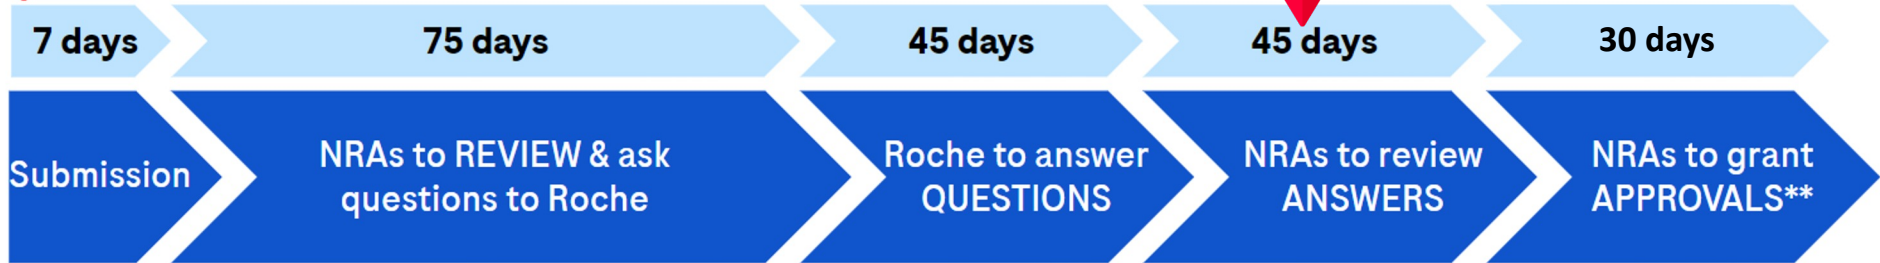 7 days
75 days
45 days
45 days
30 days
Submission
NRAs to REVIEW & ask
questions to Roche
Roche to answer
QUESTIONS
NRAs to review
ANSWERS
NRAs to grant
APPROVALS**